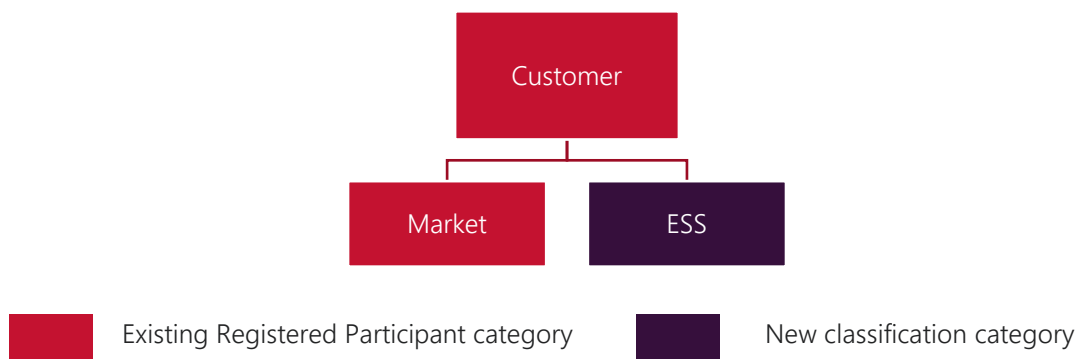 Customer
Market
ESS
Existing Registered Participant category
New classification category